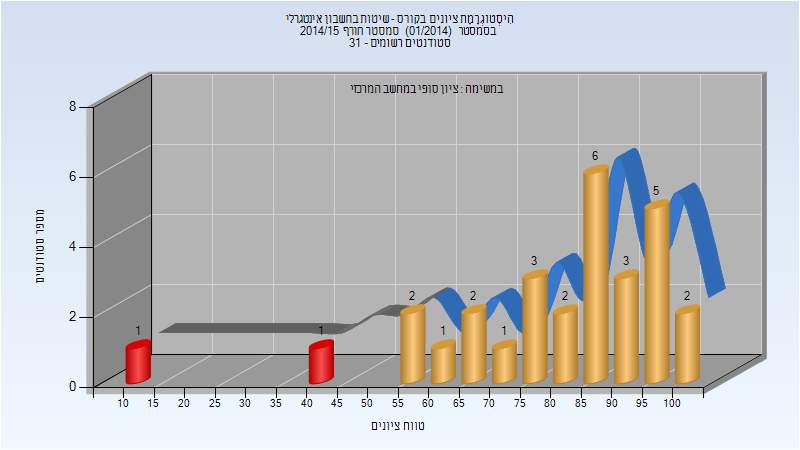 היסטוגרמת ציונים בקורס - שיטות בחשבון אינטגרלי
בסמסטר (01/2014) סמסטר חורף 2014/15
סטודנטים רשומים - 31
במשימה : ציון סופי במחשב המרכזי
8
6
4
2
0
מספר סטודנטים
1
1
2
1
2
1
3
2
6
3
5
2
10 15 20 25 30 35 40 45 50 55 60 65 70 75 80 85 90 95 100
טווח ציונים